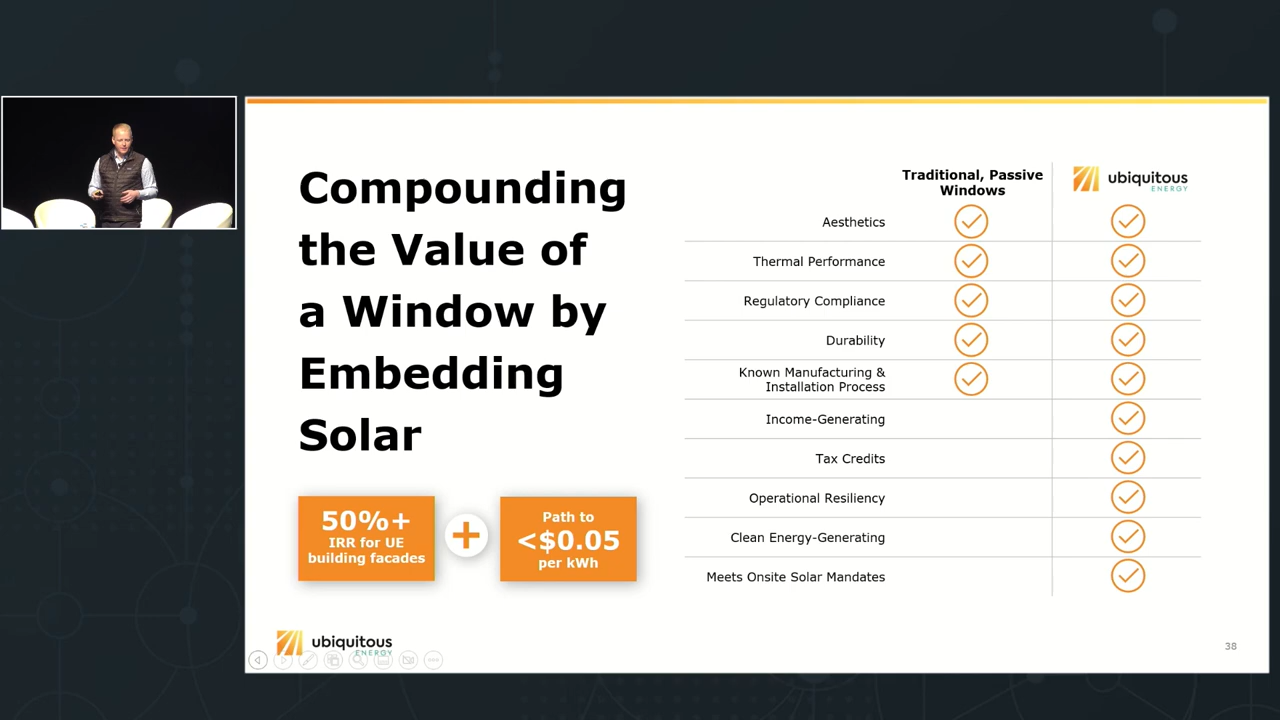 Compounding
the Value of
a Window by
Embedding
Solar
50%+
IRR for UE
building facades
+
Path to
<$0.05
per kWh
Traditional, Passive
Windows
ubiquitous
ENERGY
Aesthetics
Thermal Performance
Regulatory Compliance
Durability
Known Manufacturing &
Installation Process
Income-Generating
Tax Credits
Operational Resiliency
Clean Energy-Generating
Meets Onsite Solar Mandates
ubiquitous
ENERGY
38